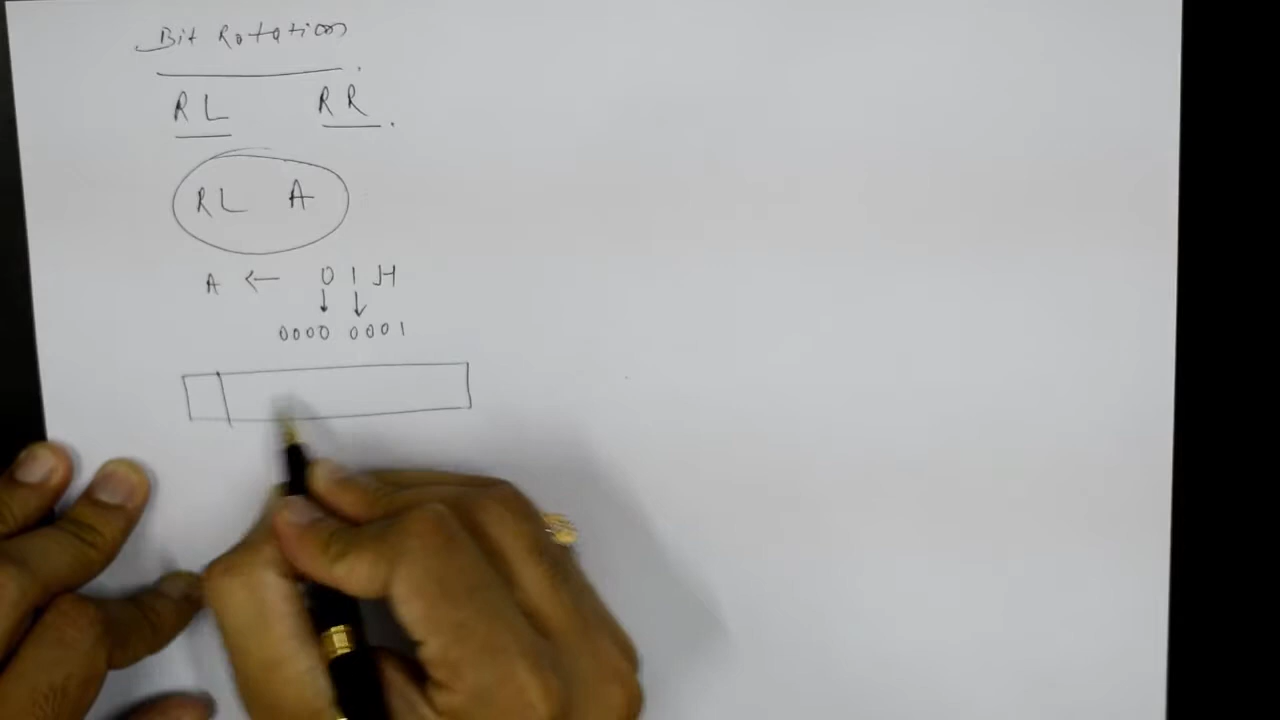 Bit Rotation
RL RR.
RL A
A ← 01H
↓ ↓
0000 0001